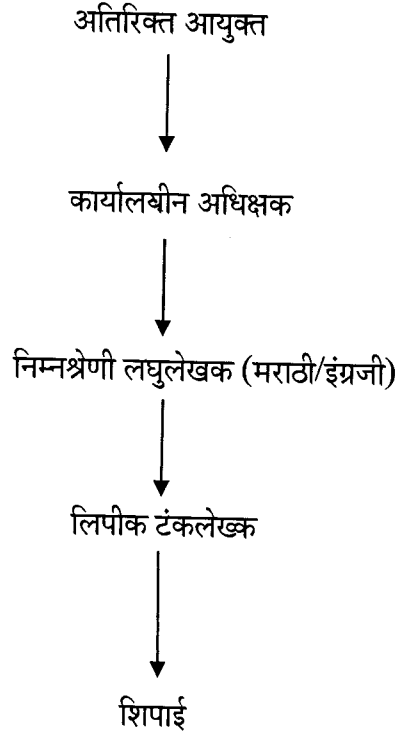 अतिरिक्त आयुक्त
कार्यालयीन अधिक्षक
निम्नश्रेणी लघुलेखक (मराठी/इंग्रजी)
लिपीक टंकलेख्क
शिपाई